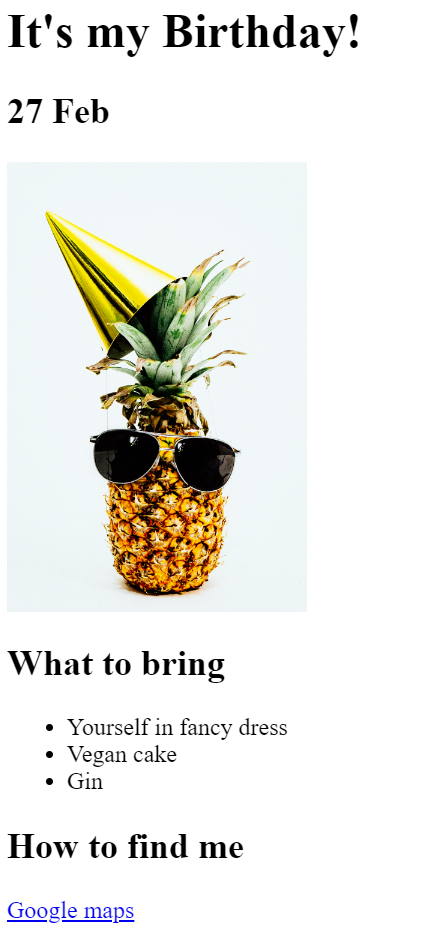 It's my Birthday!
27 Feb
What to bring
Yourself in fancy dress
Vegan cake
Gin
How to find me
Google maps